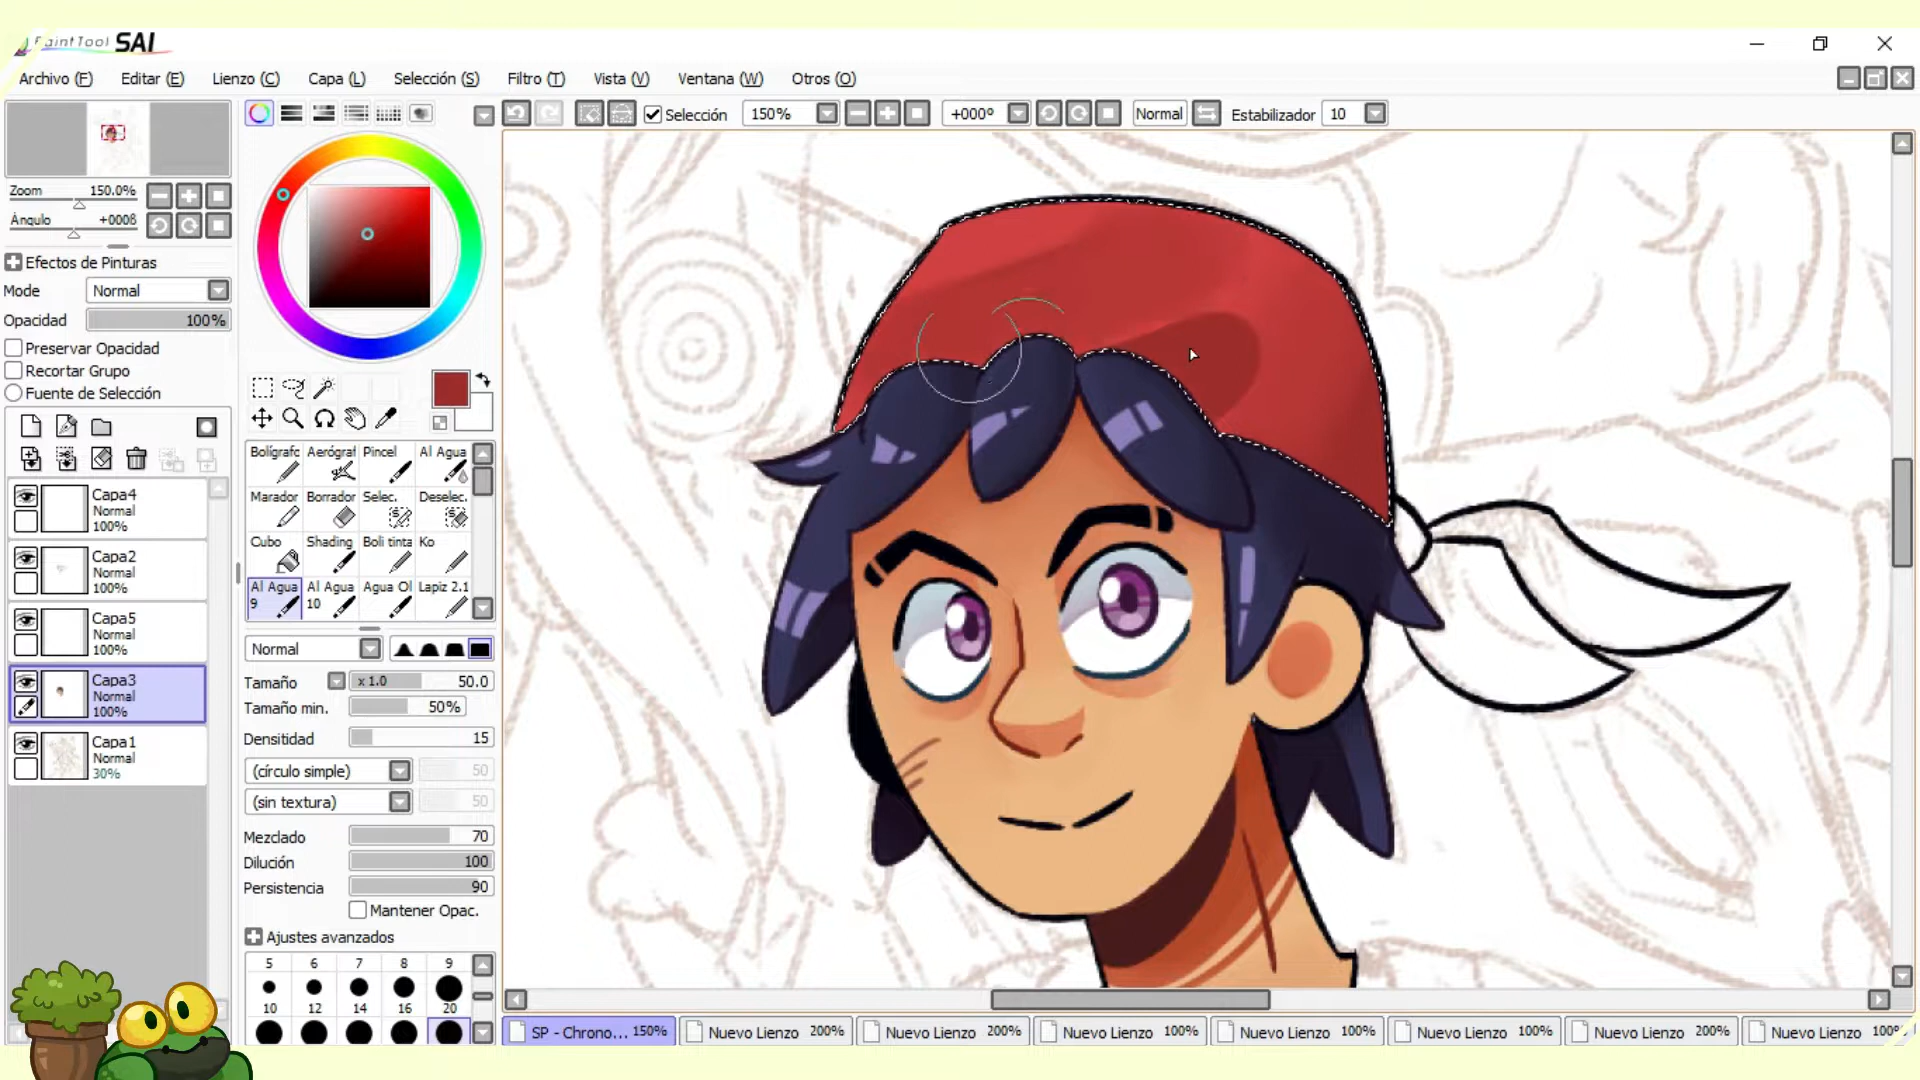 PaintTool SAI
Archivo (F) Editar (E) Lienzo (C) Capa (L) Selección (S) Filtro (T) Vista (V) Ventana (W) Otros (O)
Selección 150% +000º Normal Estabilizador 10
Zoom 150.0%
Ángulo +000ß
Efectos de Pinturas
Mode Normal
Opacidad 100%
Preservar Opacidad
Recortar Grupo
Fuente de Selección
Capa4
Normal
100%
Capa2
Normal
100%
Capa5
Normal
100%
Capa3
Normal
100%
Capa1
Normal
30%
Bolígrafc Aerógraf Pincel Al Agua
Marador Borrador Selec. Deselec.
Cubo Shading Boli tinta Ko
Al Agua 9 Al Agua 10 Agua Ol Lapiz 2.1
Normal
Tamaño x 1.0 50.0
Tamaño min. 50%
Densitidad 15
(círculo simple) 50
(sin textura) 50
Mezclado 70
Dilución 100
Persistencia 90
Mantener Opac.
Ajustes avanzados
5 6 7 8 9
10 12 14 16 20
SP - Chrono... 150% Nuevo Lienzo 200% Nuevo Lienzo 200% Nuevo Lienzo 100% Nuevo Lienzo 100% Nuevo Lienzo 100% Nuevo Lienzo 200% Nuevo Lienzo 100%